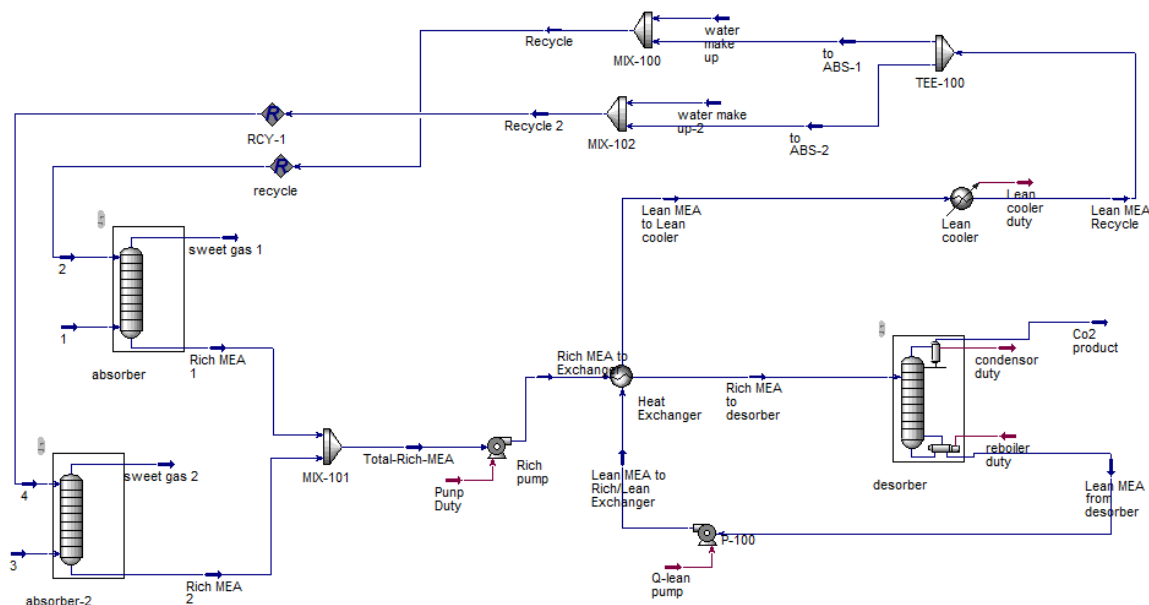 Recycle
MIX-100
water
make
up
to
ABS-1
TEE-100
RCY-1
Recycle 2
MIX-102
water make
up-2
to
ABS-2
recycle
Lean MEA
to Lean
cooler
Lean
cooler
Lean
cooler
duty
Lean MEA
Recycle
sweet gas 1
2
1
Rich MEA
1
absorber
Rich MEA to
Exchanger
Heat
Exchanger
Rich MEA
to
desorber
Co2
product
condensor
duty
reboiler
duty
desorber
Lean MEA
from
desorber
sweet gas 2
4
3
MIX-101
Total-Rich-MEA
Rich
pump
Punp
Duty
Lean MEA to
Rich/Lean
Exchanger
P-100
Q-lean
pump
Rich MEA
2
absorber-2
R
R